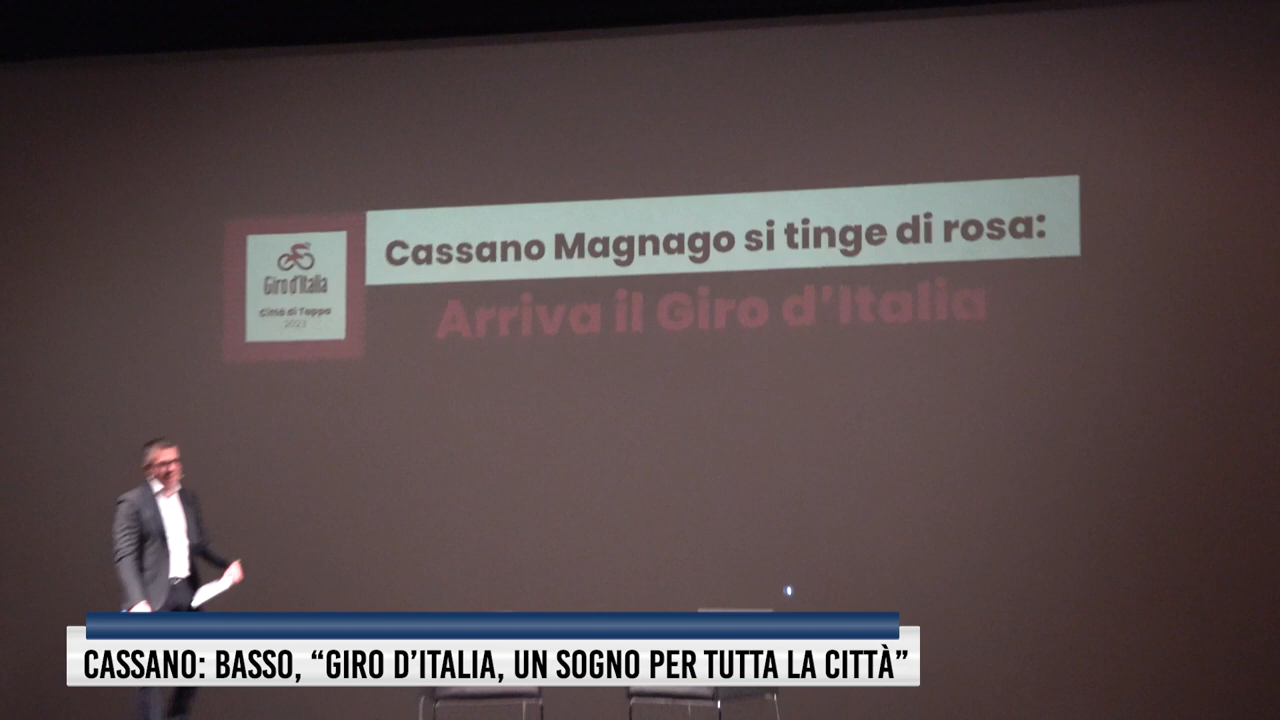 Cassano Magnago si tinge di rosa:
Arriva il Giro d'Italia
Giro d'Italia
Città di Tappa
2023
CASSANO: BASSO, “GIRO D’ITALIA, UN SOGNO PER TUTTA LA CITTÀ”